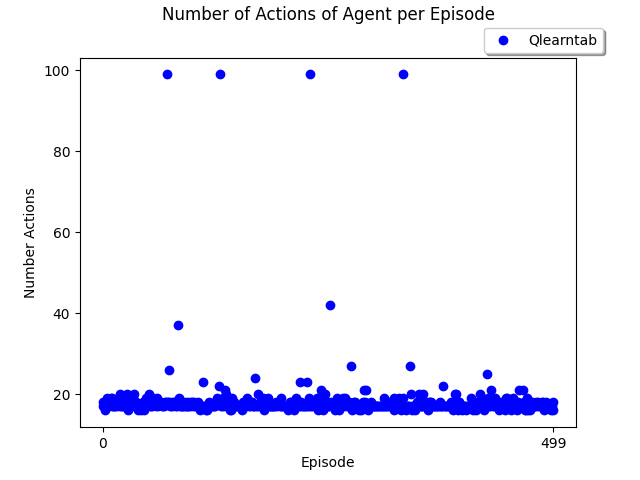 Number of Actions of Agent per Episode
Qlearntab
100
80
60
40
20
Number Actions
0
499
Episode